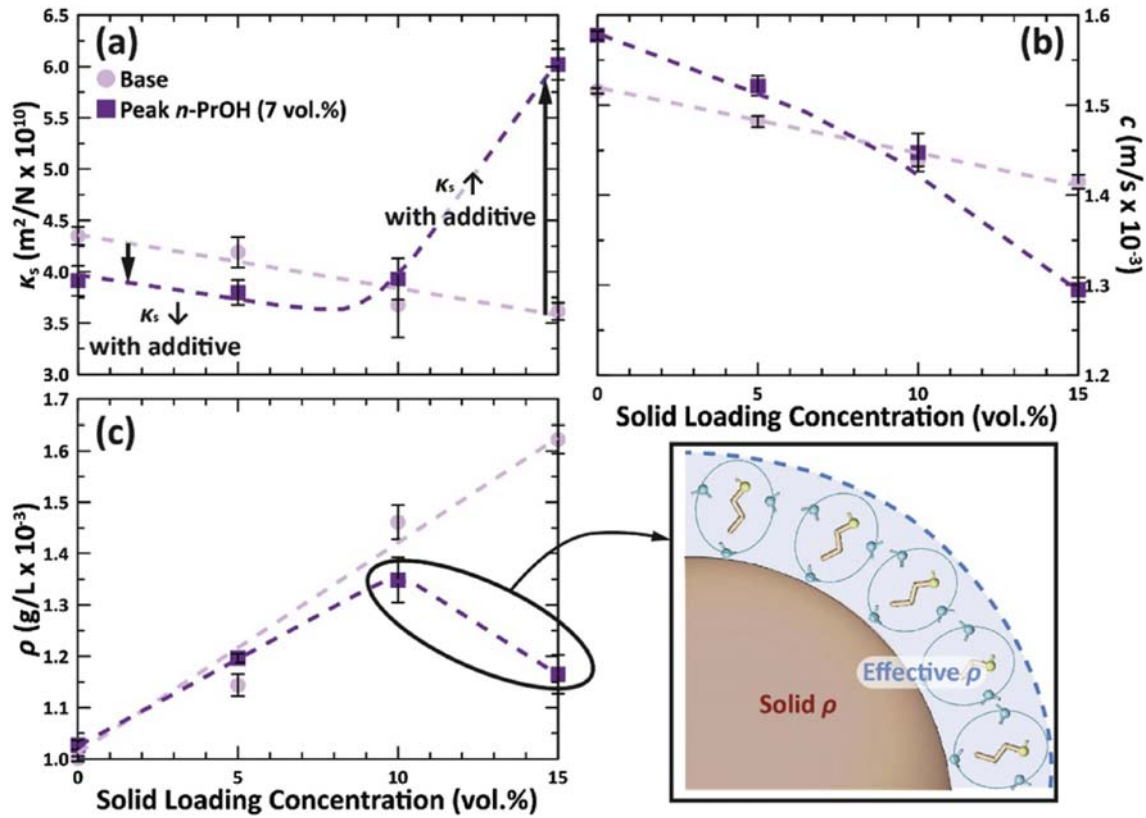 (a)
Base
Peak n-PrOH (7 vol.%)
κs ↑
with additive
κs ↓
with additive
κs (m²/N x 10¹⁰)
6.5
6.0
5.5
5.0
4.5
4.0
3.5
3.0
0 5 10 15
(b)
1.6
1.5
1.4
1.3
1.2
c (m/s x 10⁻³)
0 5 10 15
Solid Loading Concentration (vol.%)
(c)
ρ (g/L x 10⁻³)
1.7
1.6
1.5
1.4
1.3
1.2
1.1
1.0
0 5 10 15
Solid Loading Concentration (vol.%)
Effective ρ
Solid ρ